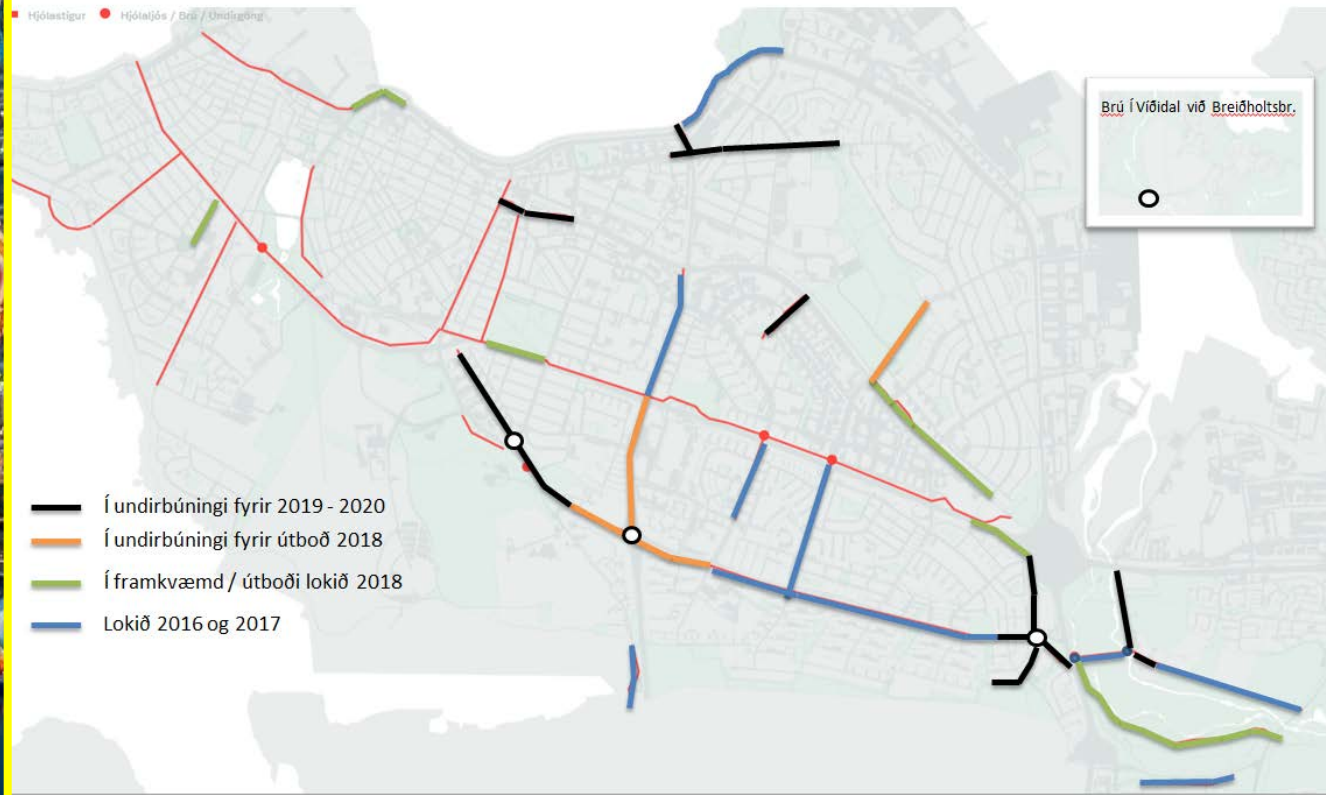 Hjólastígur Hjólaljós / Brú / Undirgöng
Brú Í Víðidal við Breiðholtsbr.
Í undirbúningi fyrir 2019 - 2020
Í undirbúningi fyrir útboð 2018
Í framkvæmd / útboði lokið 2018
Lokið 2016 og 2017